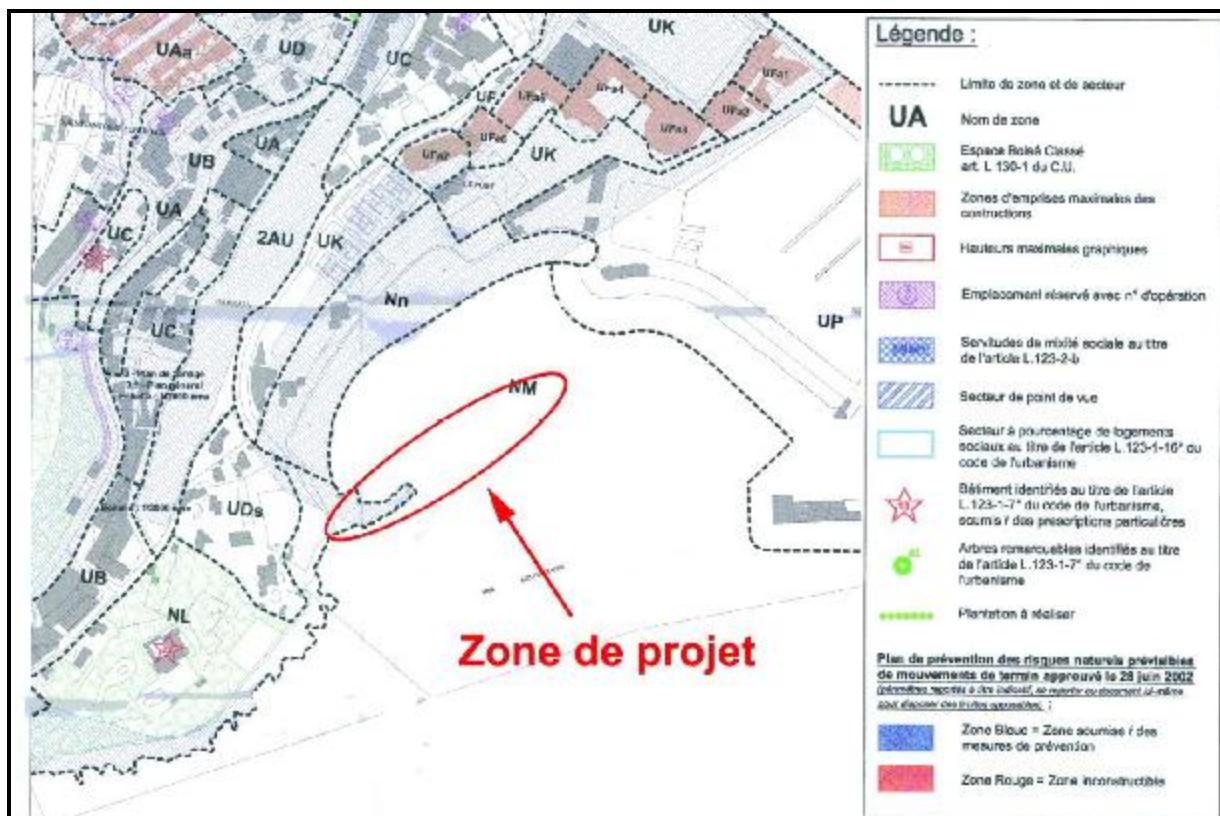 UAa
UD
UC
UK
UFa1
UFa2
UFa3
UFa4
UFa5
UFa6
UFa7
UF
UK
UA
UB
UA
UC
2AU
UK
Nn
UP
UC
NM
UDs
UB
NL
Zone de projet
Légende :
Limite de zone et de secteur
UA
Nom de zone
Espace Boisé Classé
art. L 130-1 du C.U.
Zones d'emprises maximales des
contructions
Hauteurs maximales graphiques
Emplacement réservé avec n° d'opération
Servitudes de mixité sociale au titre
de l'article L.123-2-b
Secteur de point de vue
Secteur à pourcentage de logements
sociaux au titre de l'article L.123-1-16° du
code de l'urbanisme
Bâtiment identifiés au titre de l'article
L.123-1-7° du code de l'urbanisme,
soumis ŕ des prescriptions particuličres
Arbres remarquables identifiés au titre
de l'article L.123-1-7° du code de
l'urbanisme
Plantation à réaliser
Plan de prévention des risques naturels prévisibles
de mouvements de terrain approuvé le 28 juin 2002
Zone Bleue = Zone soumise ŕ des
mesures de prévention
Zone Rouge = Zone inconstructible